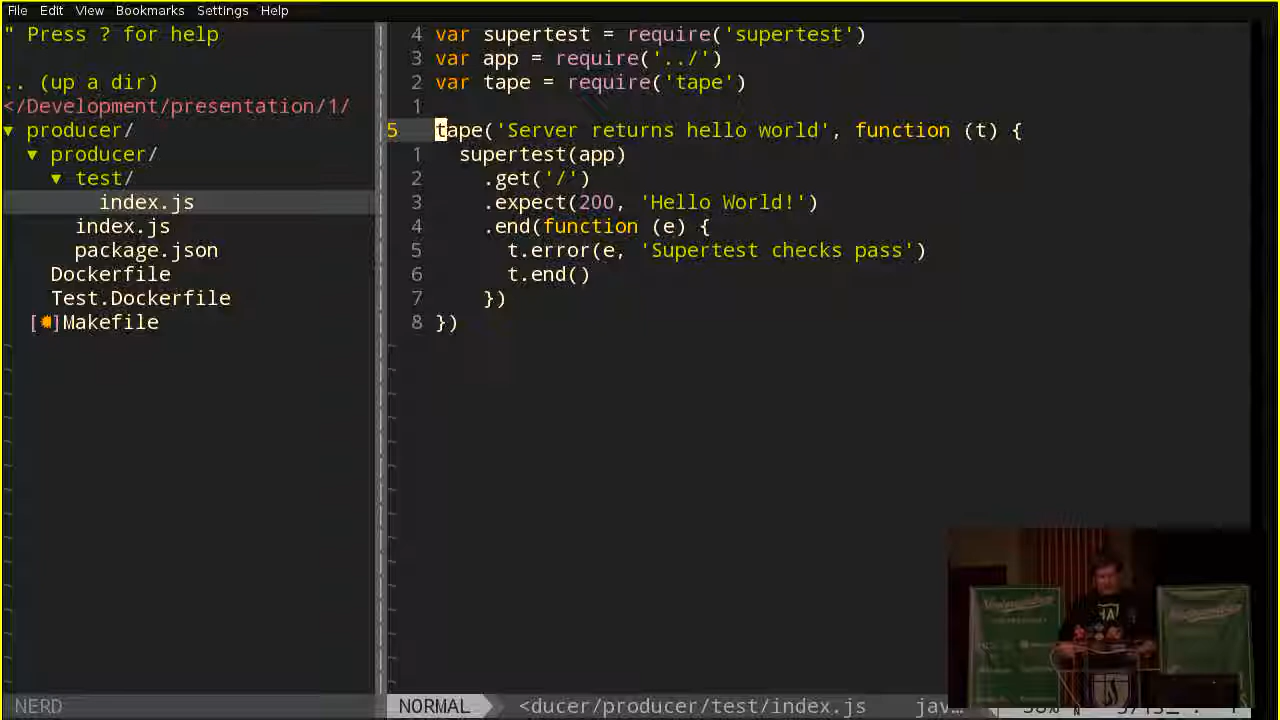 File Edit View Bookmarks Settings Help
" Press ? for help
.. (up a dir)
</Development/presentation/1/
▼ producer/
▼ producer/
▼ test/
index.js
index.js
package.json
Dockerfile
Test.Dockerfile
[✹]Makefile
NERD
4 var supertest = require('supertest')
3 var app = require('../')
2 var tape = require('tape')
1
5 tape('Server returns hello world', function (t) {
1 supertest(app)
2 .get('/')
3 .expect(200, 'Hello World!')
4 .end(function (e) {
5 t.error(e, 'Supertest checks pass')
6 t.end()
7 })
8 })
NORMAL <ducer/producer/test/index.js jav…